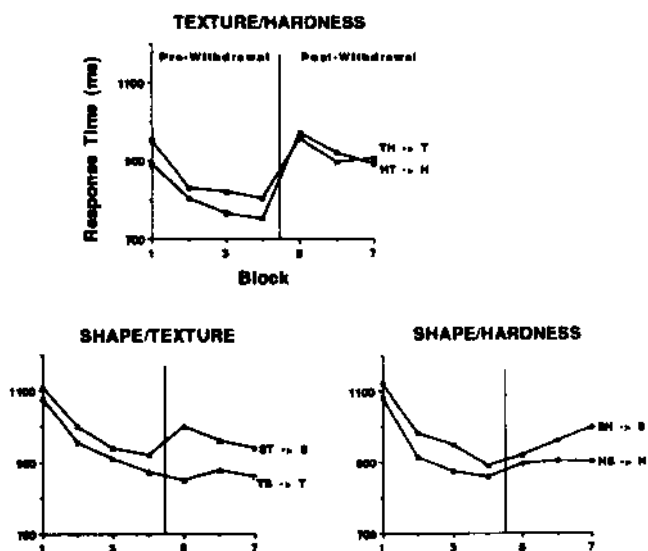 TEXTURE/HARDNESS
Pre-Withdrawal Post-Withdrawal
Response Time (ms)
1100
900
700
TH -> T
HT -> H
1 3 5 7
Block
SHAPE/TEXTURE
1100
900
700
ST -> S
TS -> T
1 3 5 7
SHAPE/HARDNESS
1100
900
700
SH -> S
HS -> H
1 3 5 7